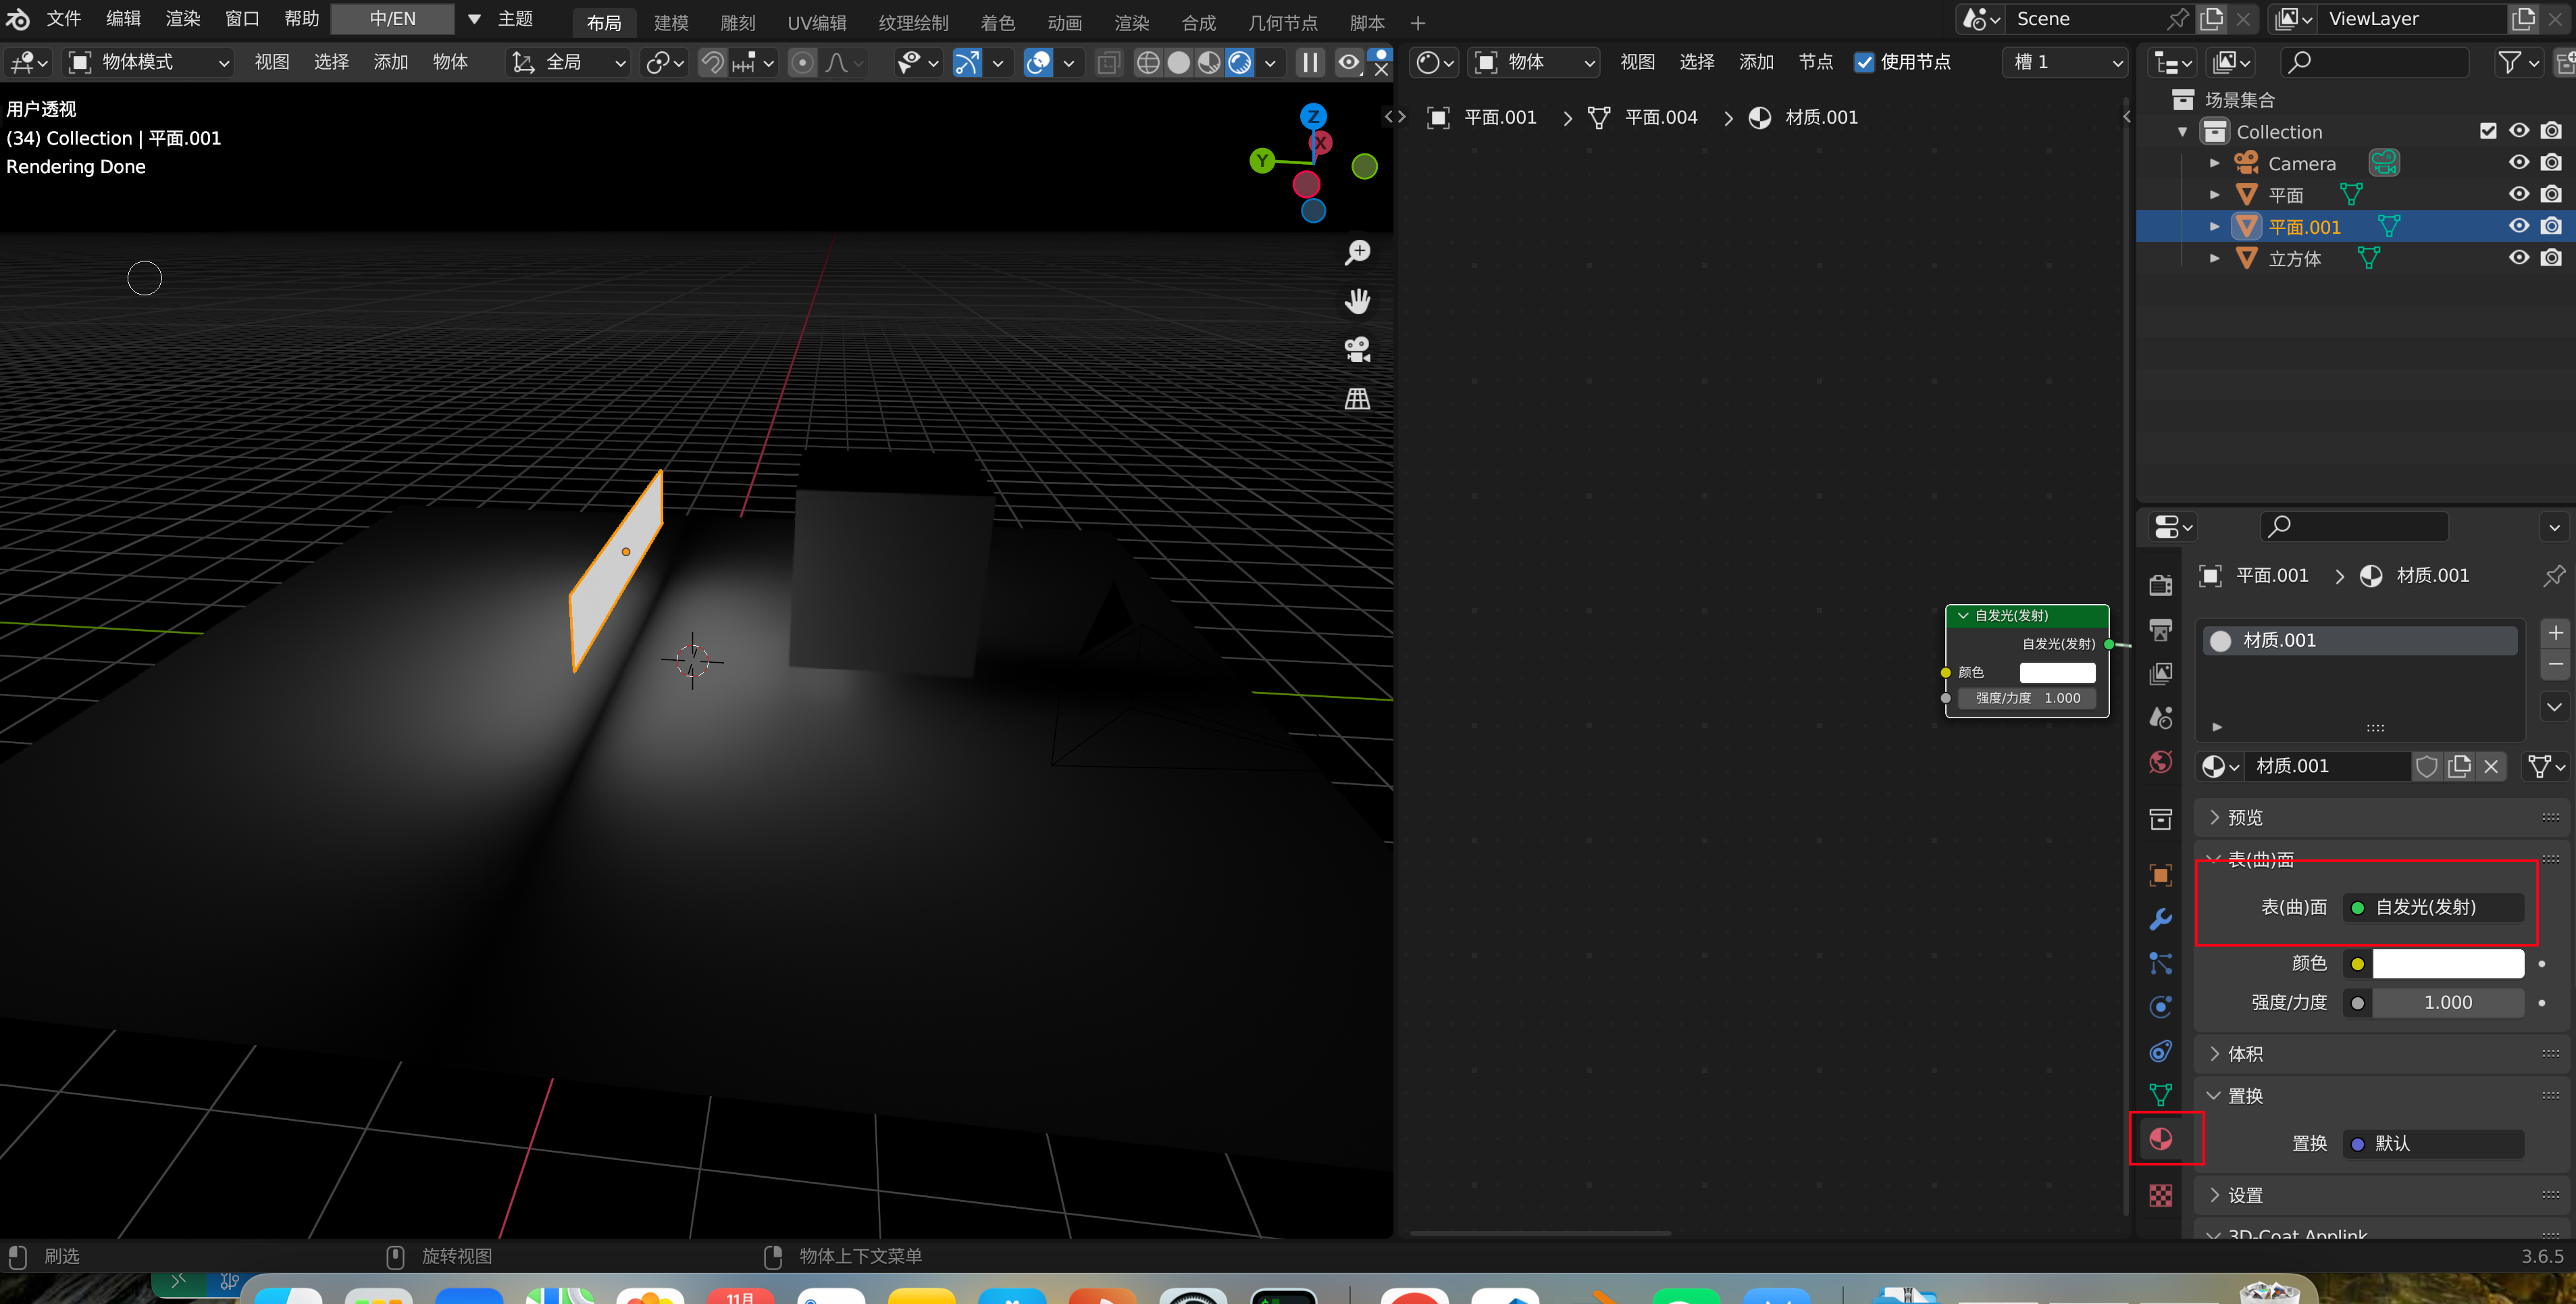 文件 编辑 渲染 窗口 帮助 中/EN 主题 布局 建模 雕刻 UV编辑 纹理绘制 着色 动画 渲染 合成 几何节点 脚本 + Scene ViewLayer
物体模式 视图 选择 添加 物体 全局 物体 视图 选择 添加 节点 使用节点 槽 1
用户透视
(34) Collection | 平面.001
Rendering Done
Z
X
Y
平面.001 > 平面.004 > 材质.001
自发光(发射)
自发光(发射)
颜色
强度/力度 1.000
场景集合
Collection
Camera
平面
平面.001
立方体
平面.001 > 材质.001
材质.001
材质.001
预览
表(曲)面
表(曲)面 自发光(发射)
颜色
强度/力度 1.000
体积
置换
置换 默认
设置
3D-Coat Applink
刷选 旋转视图 物体上下文菜单 3.6.5
11月